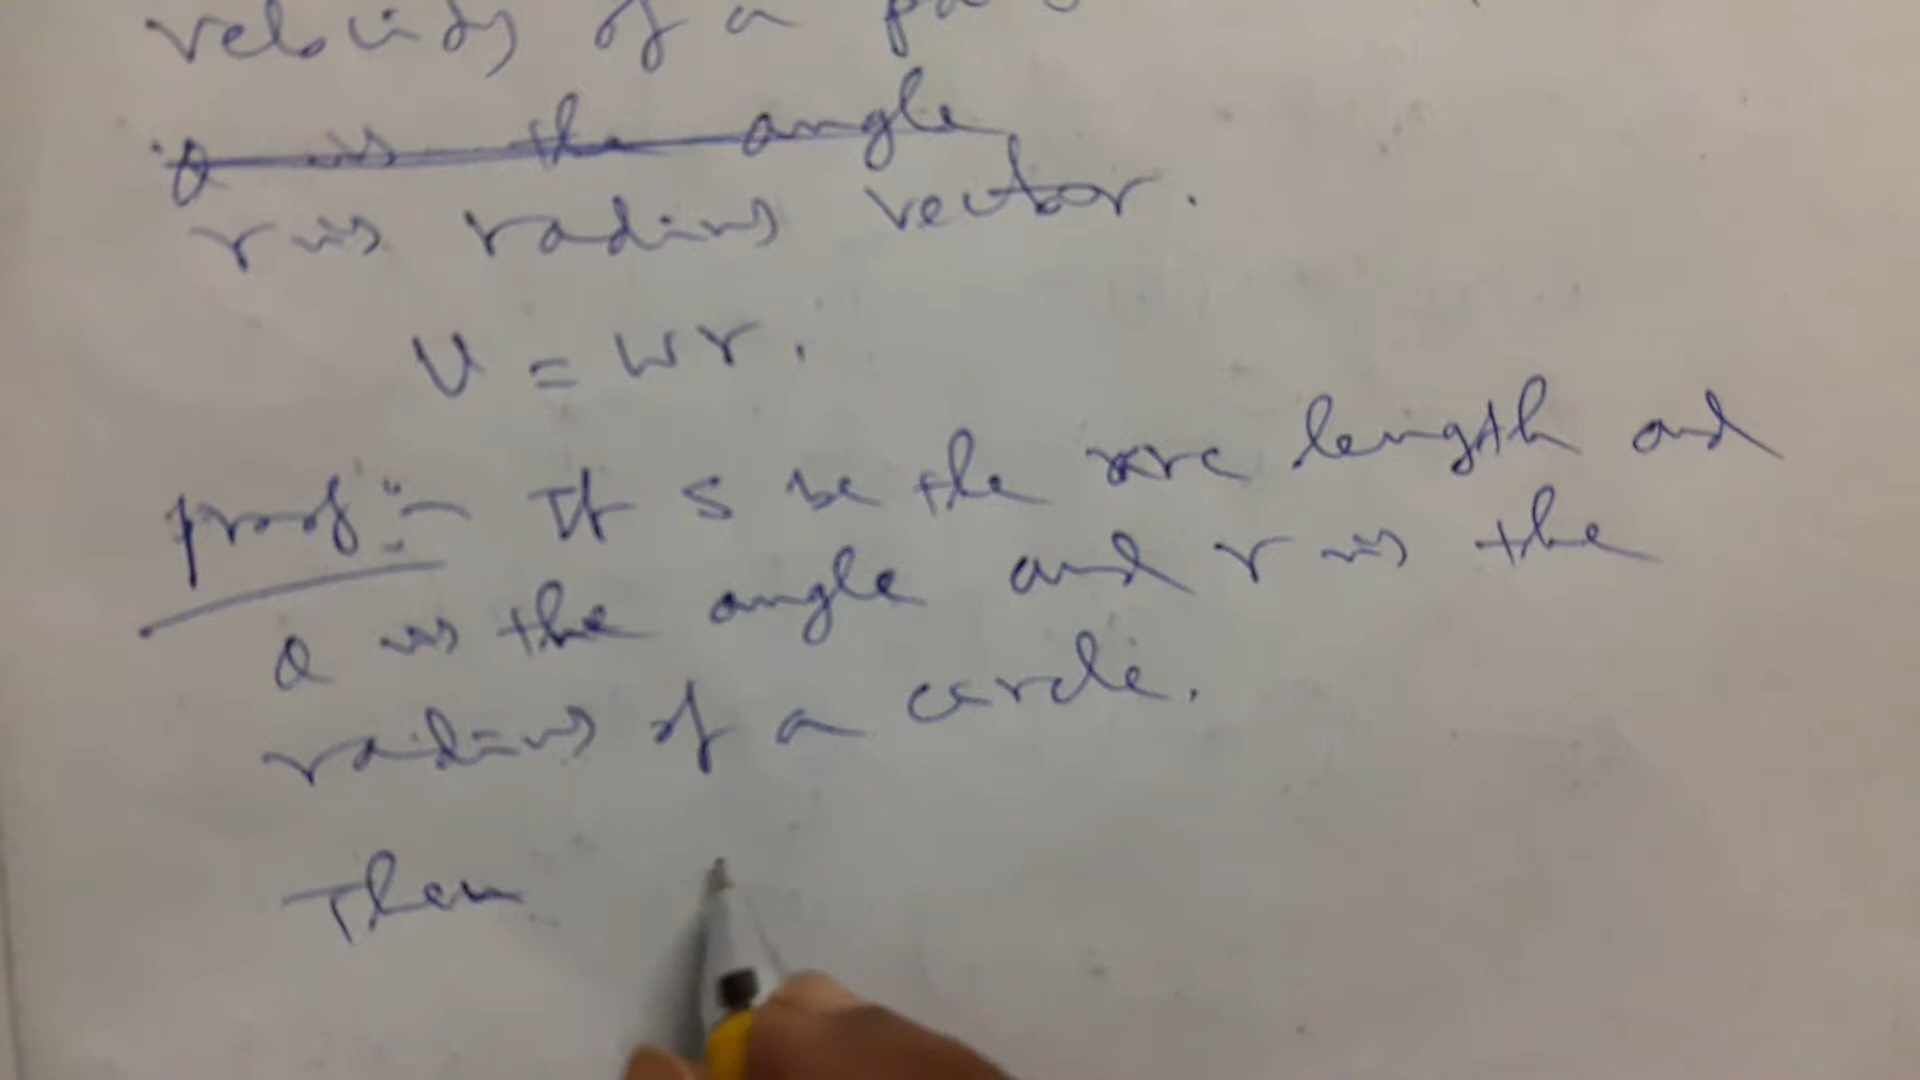 velocity of a
θ is the angle
r is radius vector.
V = wr.
proof:- If s be the arc length and
θ is the angle and r is the
radius of a circle.
Then